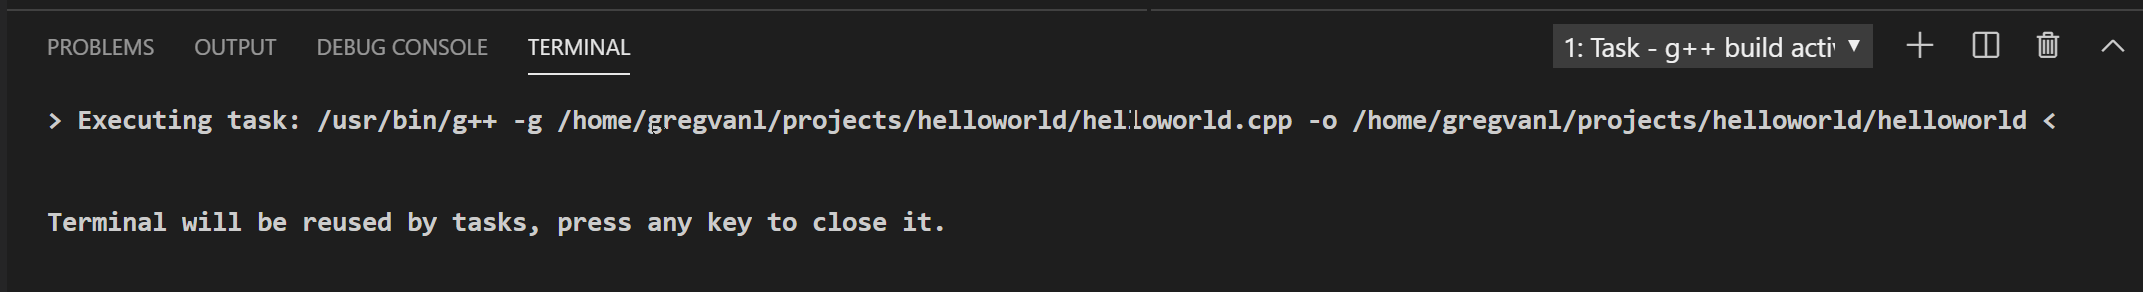 PROBLEMS OUTPUT DEBUG CONSOLE TERMINAL 1: Task - g++ build activ
> Executing task: /usr/bin/g++ -g /home/gregvanl/projects/helloworld/helloworld.cpp -o /home/gregvanl/projects/helloworld/helloworld <
Terminal will be reused by tasks, press any key to close it.